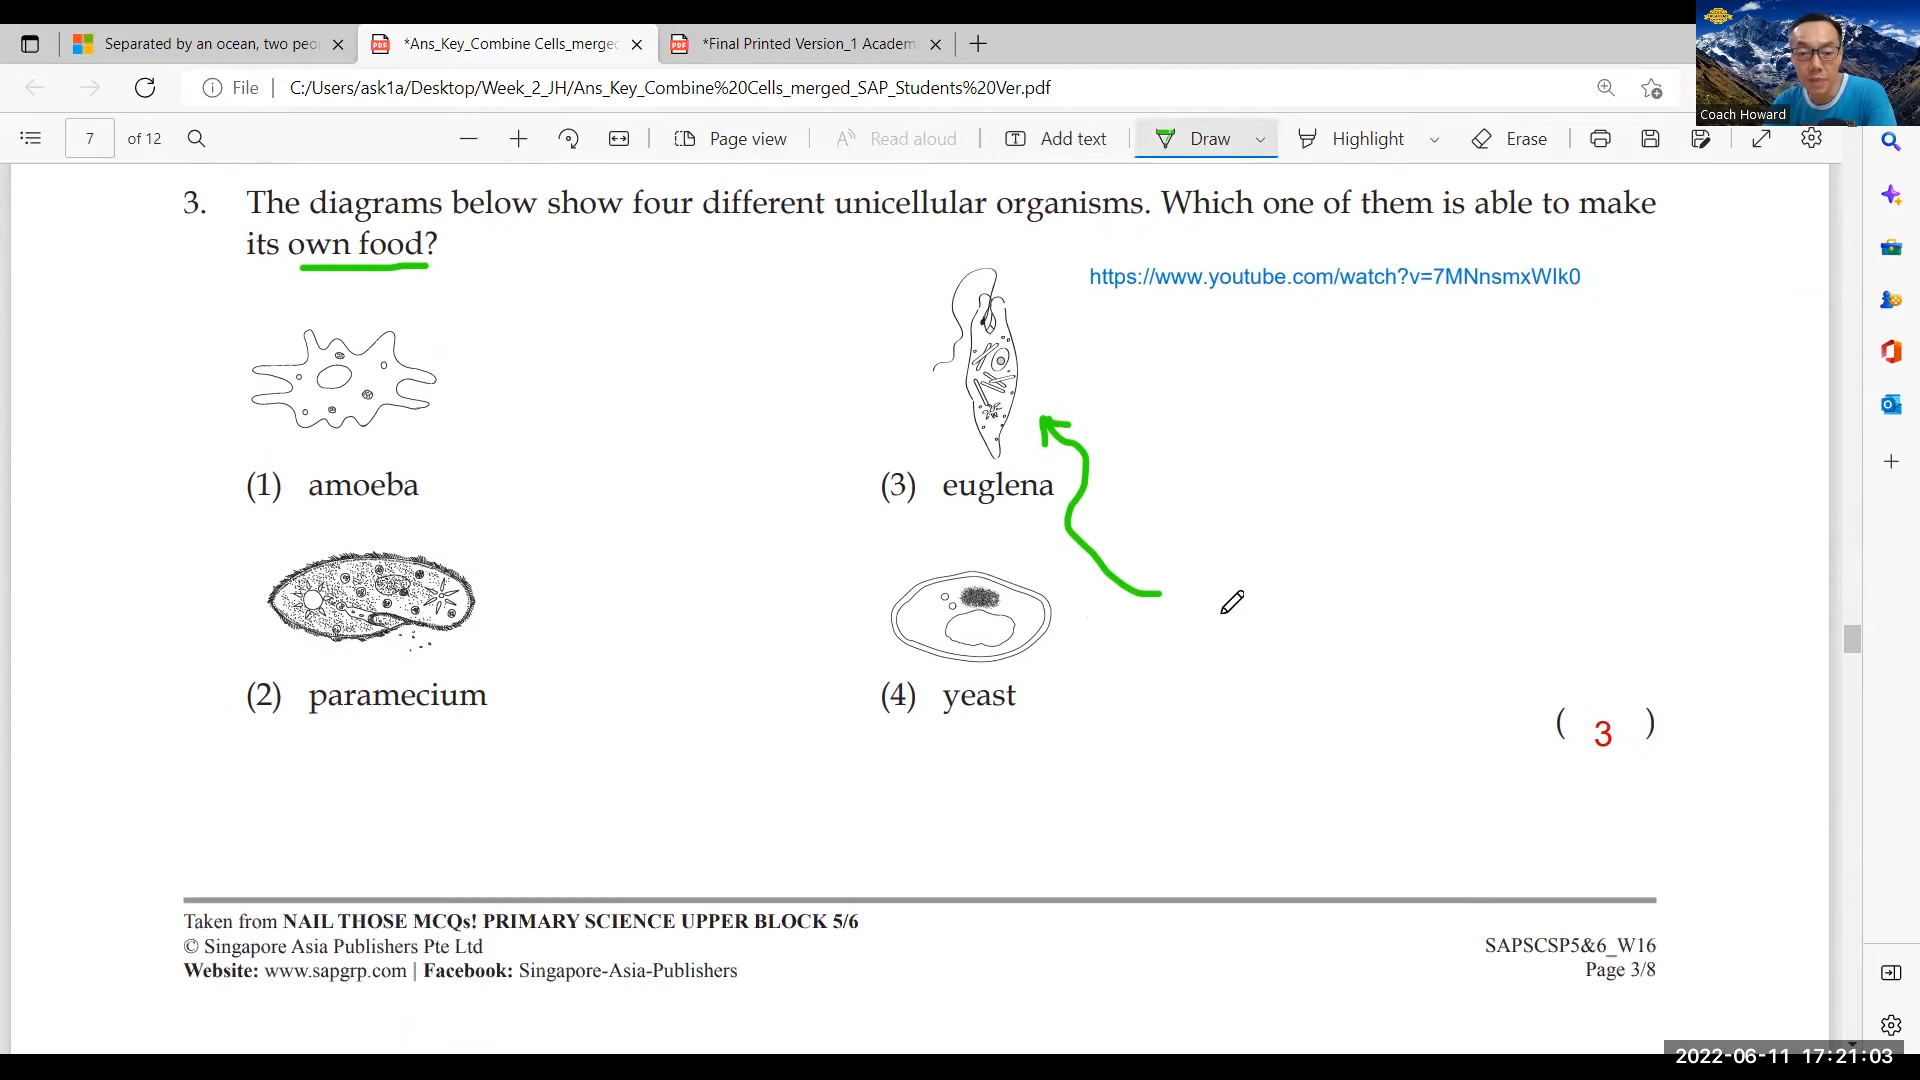 Separated by an ocean, two peo
*Ans_Key_Combine Cells_merged
*Final Printed Version_1 Academ
File
C:/Users/ask1a/Desktop/Week_2_JH/Ans_Key_Combine%20Cells_merged_SAP_Students%20Ver.pdf
Coach Howard
7 of 12
Page view
Read aloud
Add text
Draw
Highlight
Erase
3. The diagrams below show four different unicellular organisms. Which one of them is able to make
its own food?
https://www.youtube.com/watch?v=7MNnsmxWIk0
(1) amoeba
(3) euglena
(2) paramecium
(4) yeast
( 3 )
Taken from NAIL THOSE MCQs! PRIMARY SCIENCE UPPER BLOCK 5/6
© Singapore Asia Publishers Pte Ltd
Website: www.sapgrp.com | Facebook: Singapore-Asia-Publishers
SAPSCSP5&6_W16
Page 3/8
2022-06-11 17:21:03